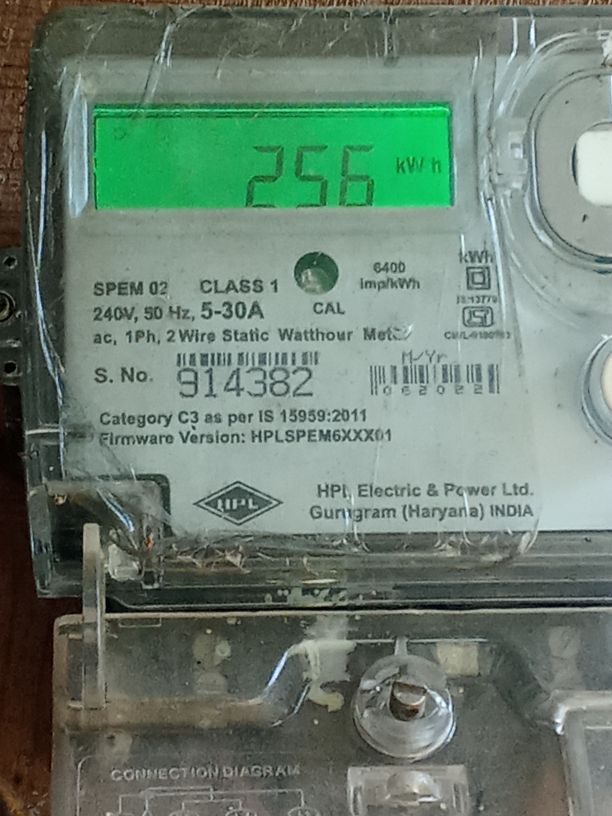 256 kWh
SPEM 02 CLASS 1
6400
imp/kWh
kWh
240V, 50 Hz, 5-30A
CAL
ac, 1Ph, 2 Wire Static Watthour
M/Yr
S. No. 914382
062022
Category C3 as per IS 15959:2011
Firmware Version: HPLSPEM6XXX01
HPL
HPL Electric & Power Ltd.
Gurugram (Haryana) INDIA
CONNECTION DIAGRAM